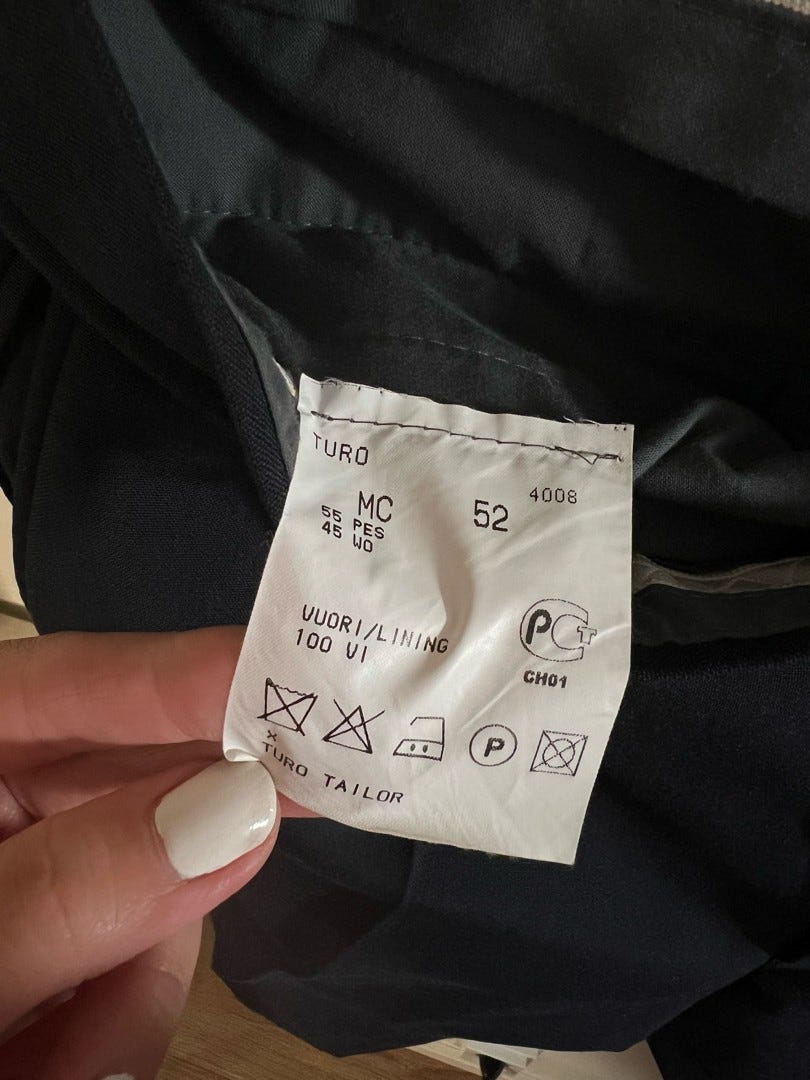 TURO
MC 52 4008
55 PES
45 WO
VUORI/LINING
100 VI
PCT
CH01
P
x
TURO TAILOR